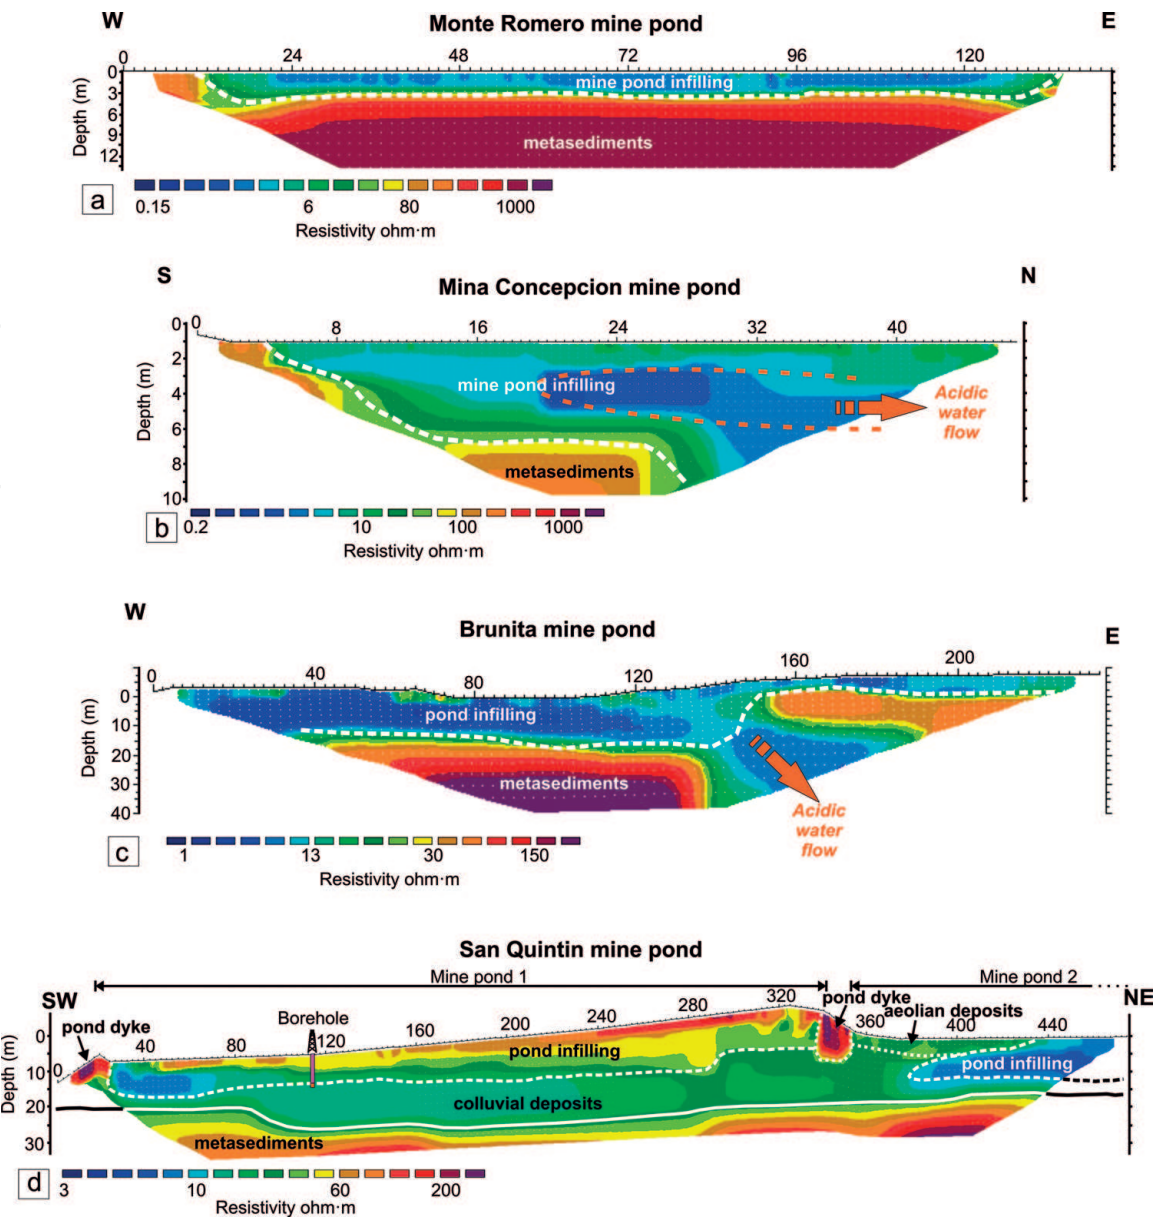 Monte Romero mine pond
W E
0 24 48 72 96 120
Depth (m)
0
3
6
9
12
mine pond infilling
metasediments
a
0.15 6 80 1000
Resistivity ohm·m
Mina Concepcion mine pond
S N
0 8 16 24 32 40
Depth (m)
0
2
4
6
8
10
mine pond infilling
Acidic
water
flow
metasediments
b
0.2 10 100 1000
Resistivity ohm·m
Brunita mine pond
W E
0 40 80 120 160 200
Depth (m)
0
10
20
30
40
pond infilling
metasediments
Acidic
water
flow
c
1 13 30 150
Resistivity ohm·m
San Quintin mine pond
Mine pond 1 Mine pond 2
SW NE
pond dyke Borehole pond dyke
aeolian deposits
0 40 80 120 160 200 240 280 320 360 400 440
Depth (m)
0
10
20
30
pond infilling
pond infilling
colluvial deposits
metasediments
d
3 10 60 200
Resistivity ohm·m